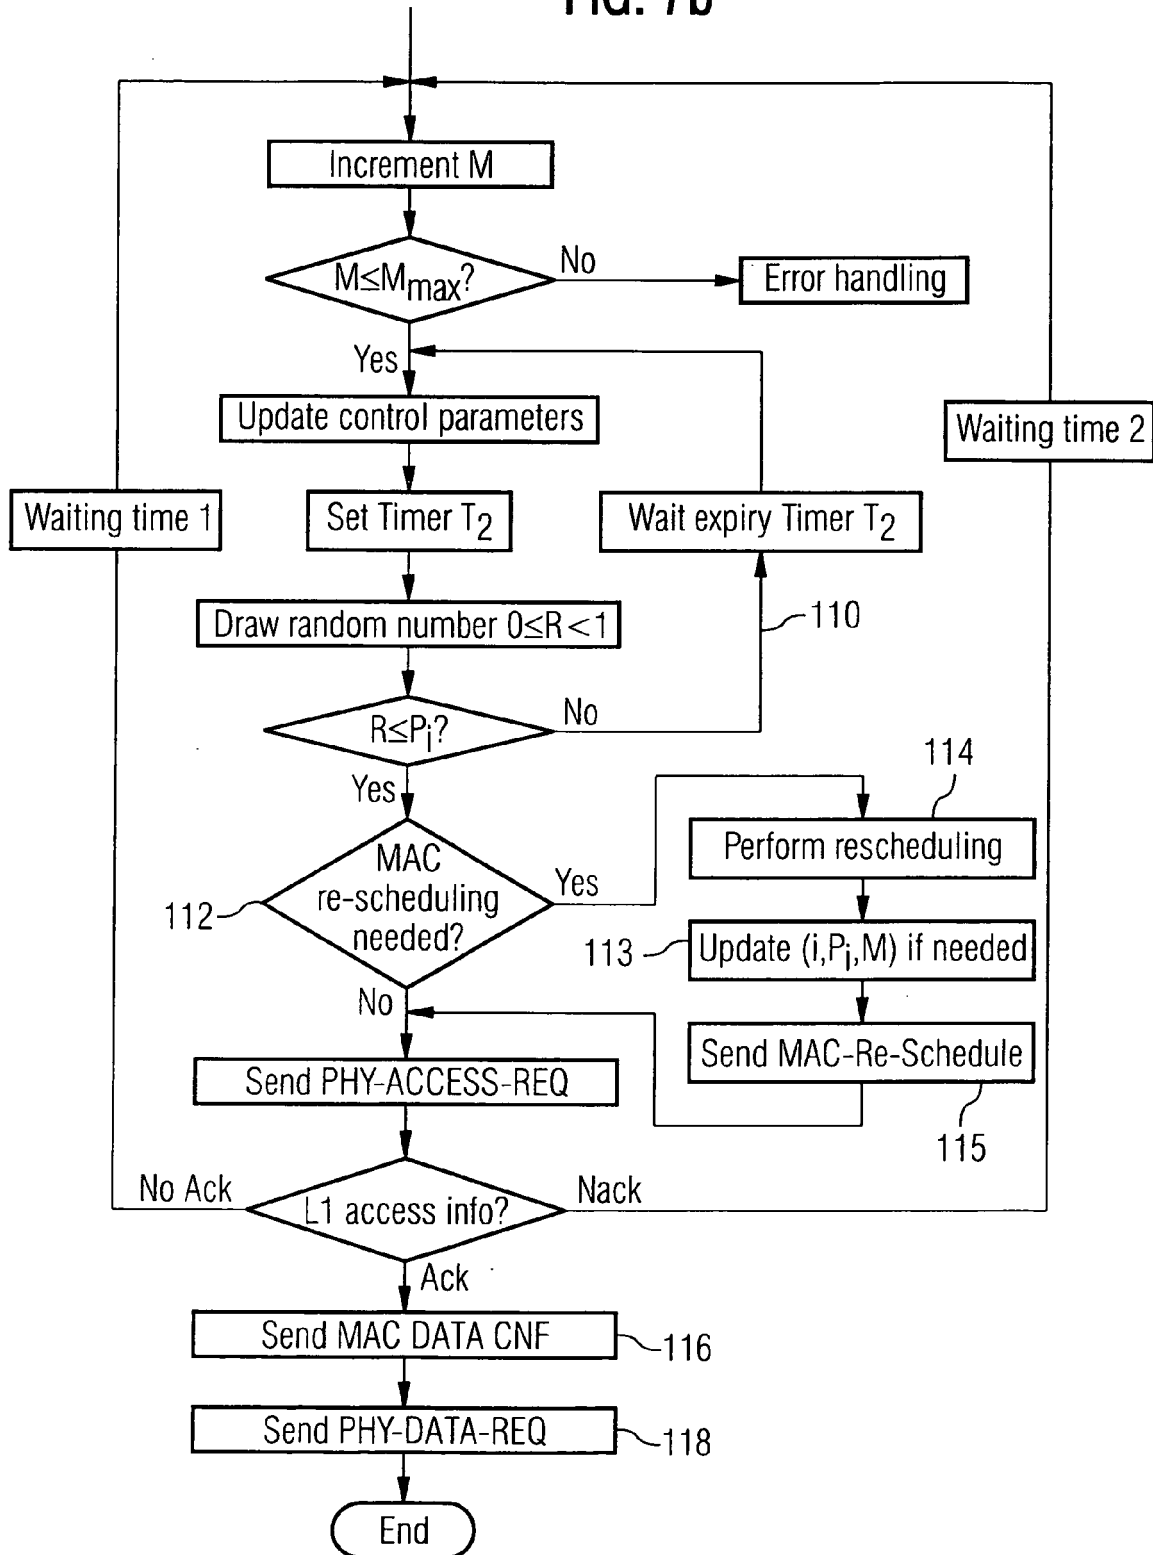 FIG. 7b
Increment M
M≤Mmax?
No
Error handling
Yes
Update control parameters
Waiting time 2
Waiting time 1
Set Timer T2
Wait expiry Timer T2
Draw random number 0≤R<1
110
R≤Pi?
No
Yes
114
MAC
re-scheduling
needed?
Yes
Perform rescheduling
112
113
Update (i,Pi,M) if needed
No
Send MAC-Re-Schedule
Send PHY-ACCESS-REQ
115
No Ack
L1 access info?
Nack
Ack
Send MAC DATA CNF
116
Send PHY-DATA-REQ
118
End